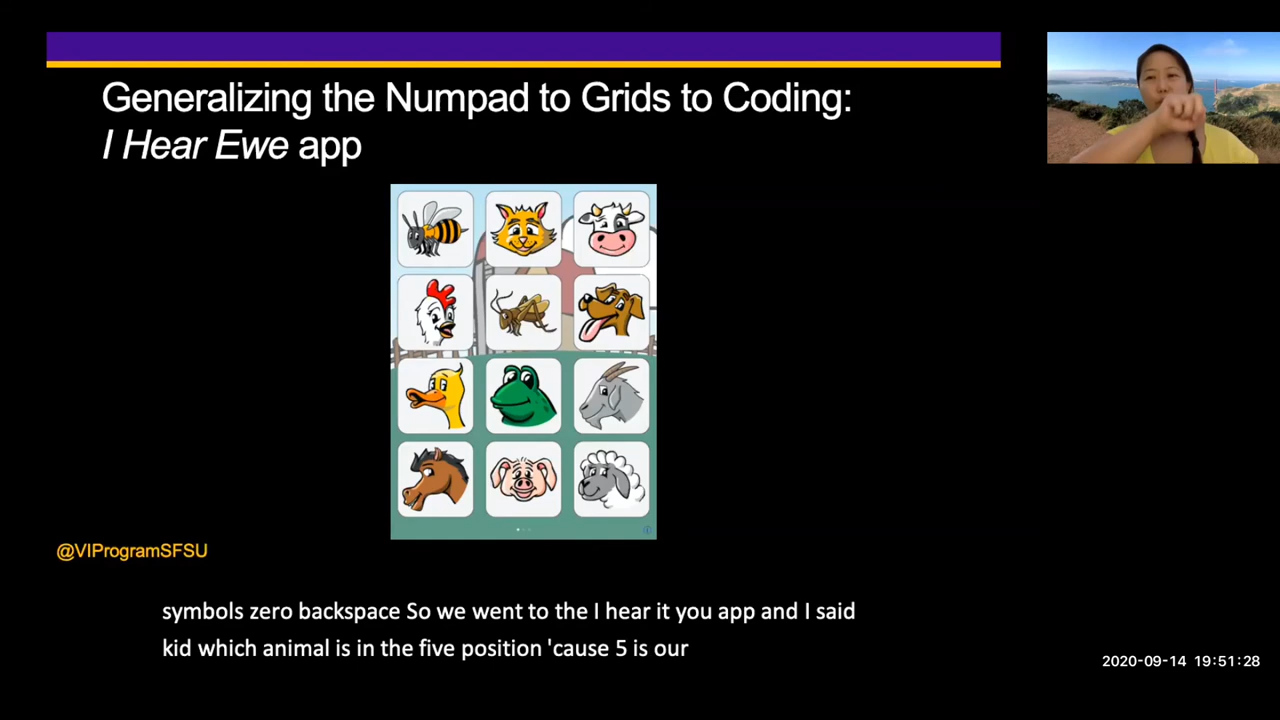 Generalizing the Numpad to Grids to Coding:
I Hear Ewe app
@VIProgramSFSU
symbols zero backspace So we went to the I hear it you app and I said
kid which animal is in the five position 'cause 5 is our
2020-09-14 19:51:28